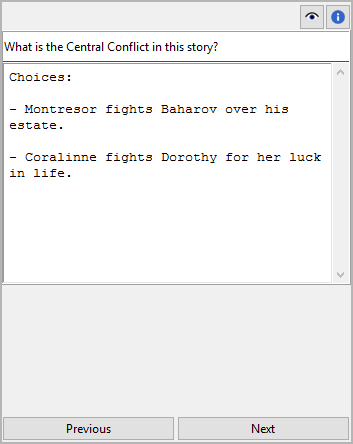 What is the Central Conflict in this story?
Choices:
- Montresor fights Baharov over his
estate.
- Coralinne fights Dorothy for her luck
in life.
Previous
Next